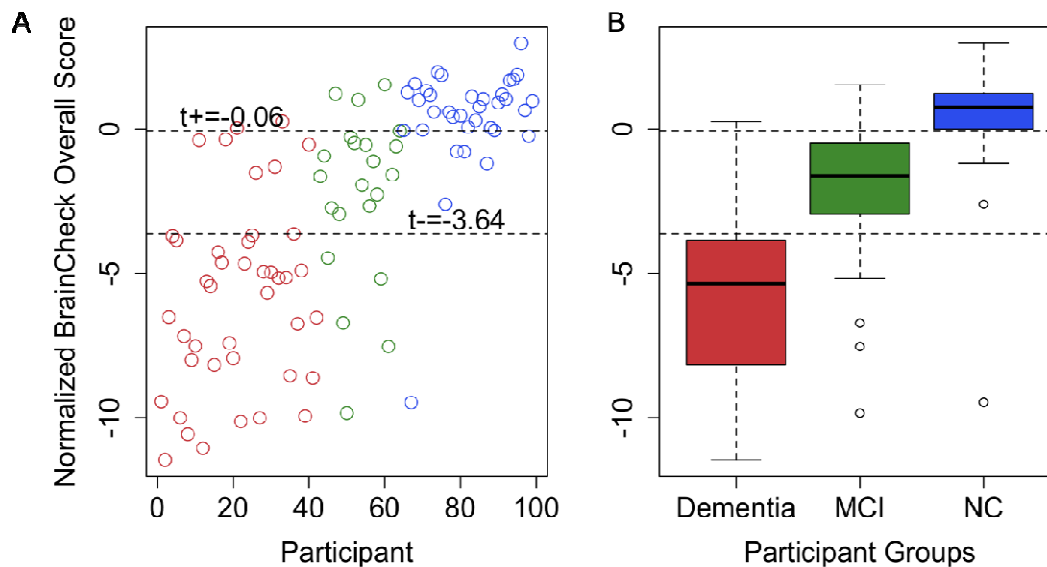 A
Normalized BrainCheck Overall Score
0
-5
-10
t+=-0.06
t-=-3.64
0 20 40 60 80 100
Participant
B
0
-5
-10
Dementia MCI NC
Participant Groups